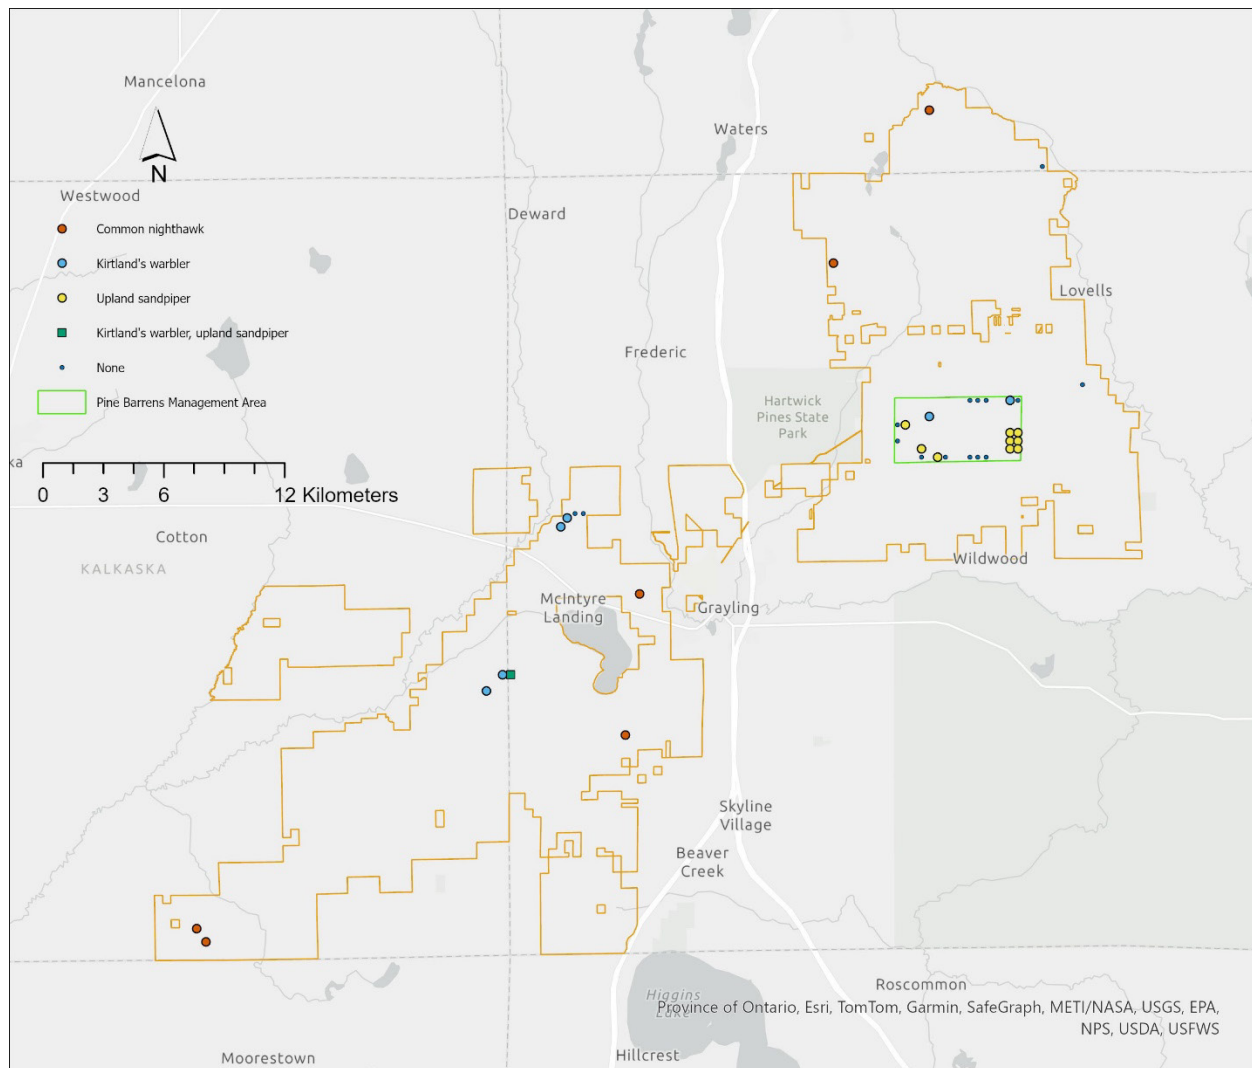 Mancelona
Waters
N
Westwood
Deward
Common nighthawk
Kirtland's warbler
Upland sandpiper
Lovells
Kirtland's warbler, upland sandpiper
Frederic
None
Pine Barrens Management Area
Hartwick
Pines State
Park
ka
0 3 6 12 Kilometers
Cotton
Wildwood
KALKASKA
McIntyre
Landing
Grayling
Skyline
Village
Beaver
Creek
Roscommon
Higgins
Lake
Province of Ontario, Esri, TomTom, Garmin, SafeGraph, METI/NASA, USGS, EPA,
NPS, USDA, USFWS
Moorestown
Hillcrest